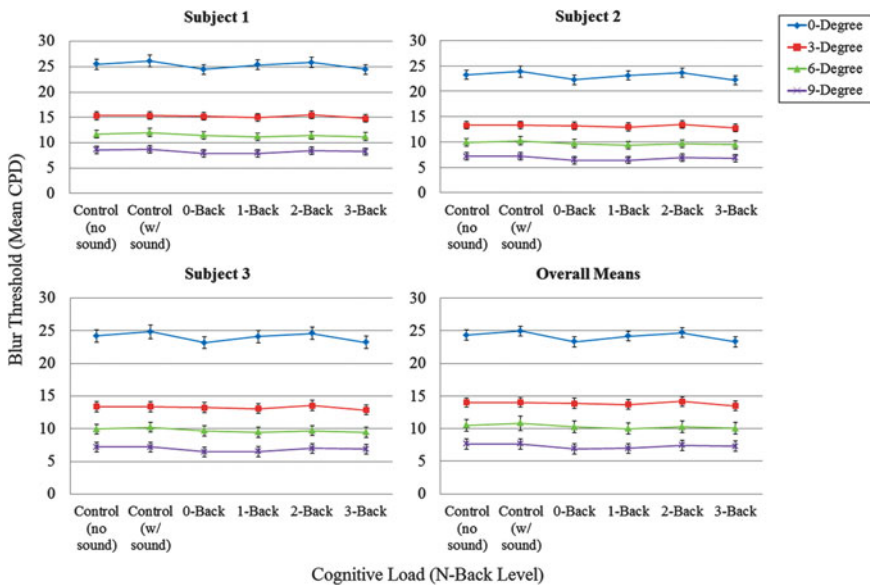 Subject 1
30
25
20
15
10
5
0
Control
(no
sound)
Control
(w/
sound)
0-Back
1-Back
2-Back
3-Back
Subject 2
30
25
20
15
10
5
0
Control
(no
sound)
Control
(w/
sound)
0-Back
1-Back
2-Back
3-Back
0-Degree
3-Degree
6-Degree
9-Degree
Blur Threshold (Mean CPD)
Subject 3
30
25
20
15
10
5
0
Control
(no
sound)
Control
(w/
sound)
0-Back
1-Back
2-Back
3-Back
Overall Means
30
25
20
15
10
5
0
Control
(no
sound)
Control
(w/
sound)
0-Back
1-Back
2-Back
3-Back
Cognitive Load (N-Back Level)